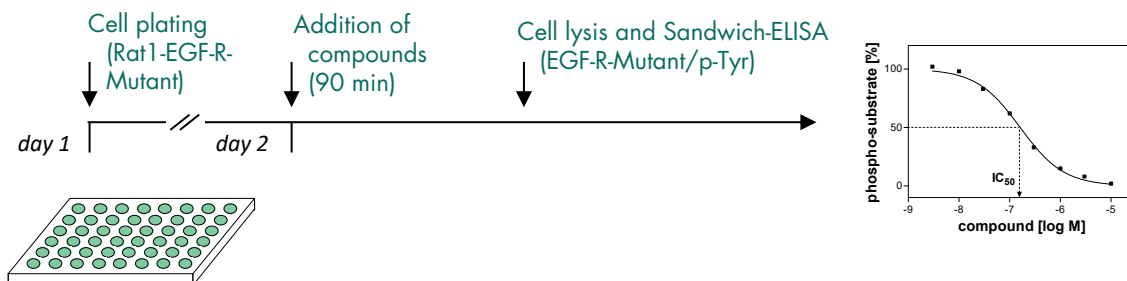 Cell plating
(Rat1-EGF-R-
Mutant)
Addition of
compounds
(90 min)
Cell lysis and Sandwich-ELISA
(EGF-R-Mutant/p-Tyr)
day 1
day 2
phospho-substrate [%]
100
50
0
IC50
-9
-8
-7
-6
-5
compound [log M]